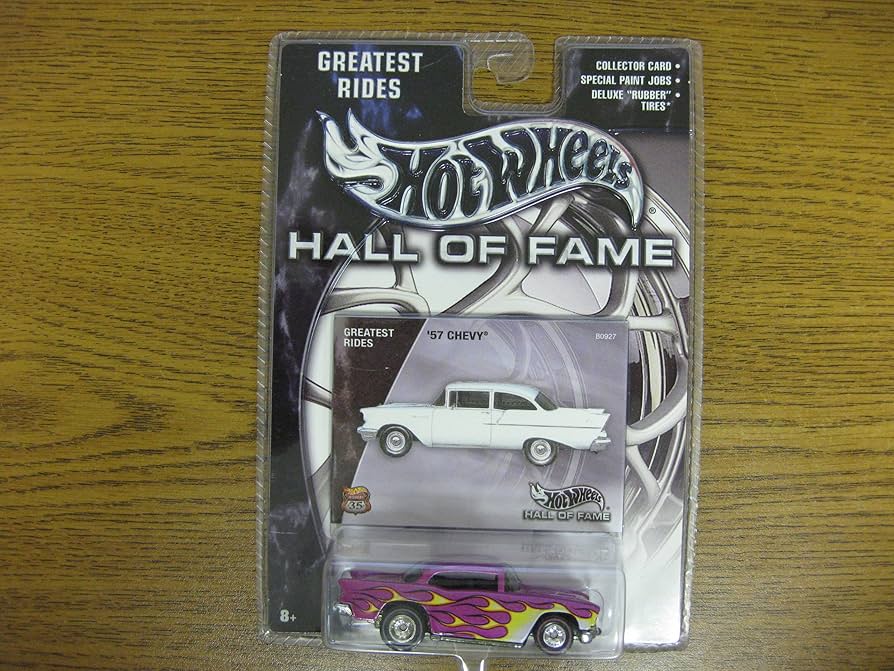 GREATEST
RIDES
COLLECTOR CARD •
SPECIAL PAINT JOBS •
DELUXE "RUBBER" •
TIRES*
HOT WHEELS
®
HALL OF FAME
GREATEST
RIDES
'57 CHEVY®
B0927
35
HOT WHEELS
HALL OF FAME
8+